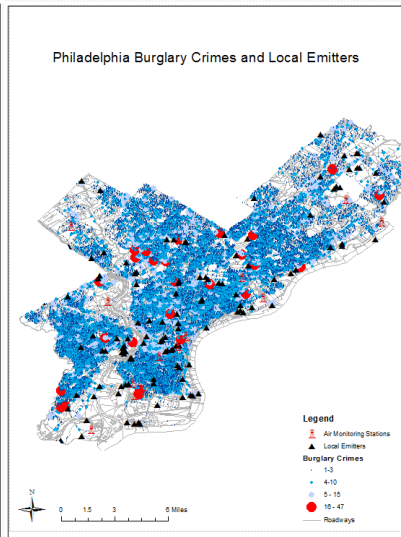 Philadelphia Burglary Crimes and Local Emitters
Legend
Air Monitoring Stations
Local Emitters
Burglary Crimes
1-3
4-10
5 - 15
16 - 47
Roadways
N
0 1.5 3 6 Miles